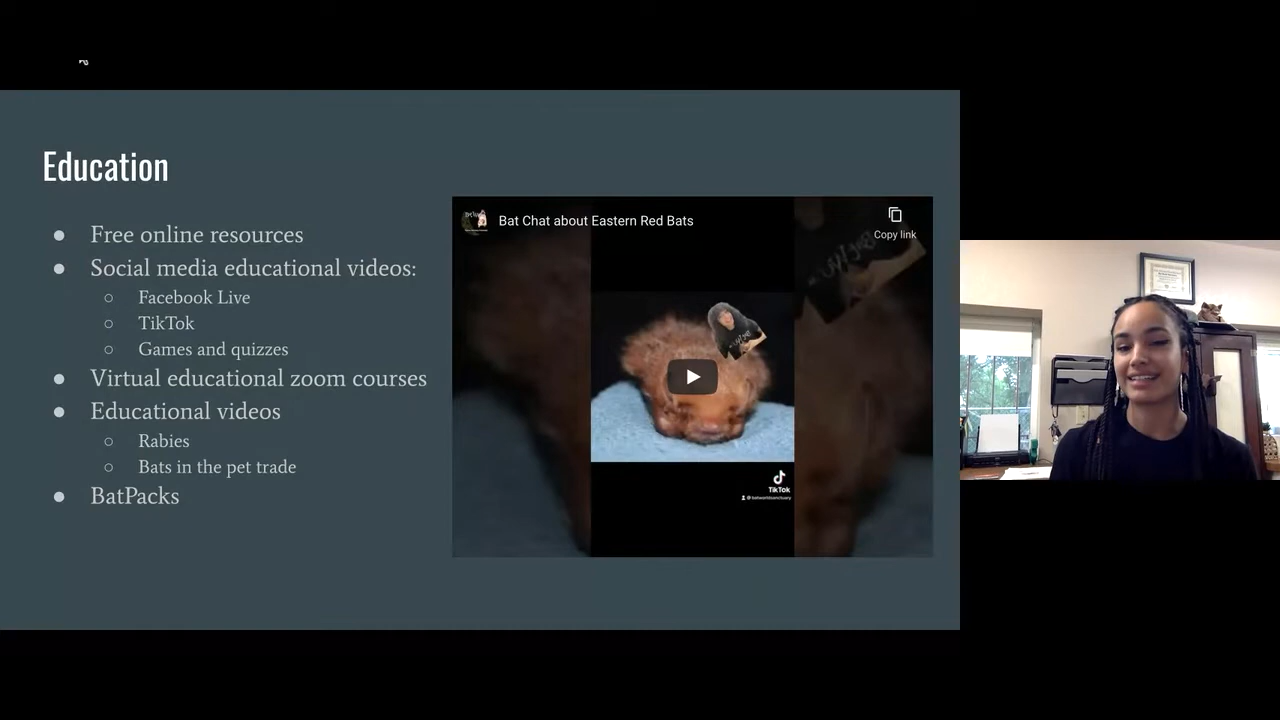 Education
● Free online resources
● Social media educational videos:
○ Facebook Live
○ TikTok
○ Games and quizzes
● Virtual educational zoom courses
● Educational videos
○ Rabies
○ Bats in the pet trade
● BatPacks
Bat Chat about Eastern Red Bats
Copy link
TikTok
@batworldsanctuary